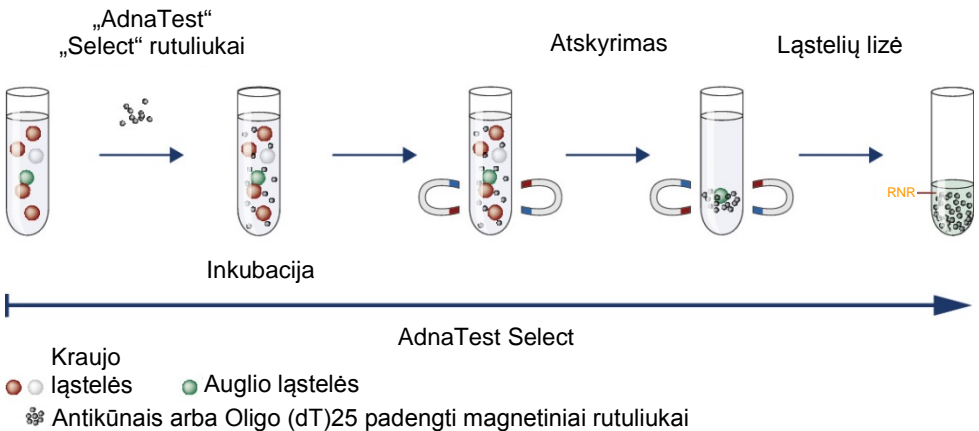 „AdnaTest“
„Select“ rutuliukai
Atskyrimas
Ląstelių lizė
RNR
Inkubacija
AdnaTest Select
Kraujo
ląstelės
Auglio ląstelės
Antikūnais arba Oligo (dT)25 padengti magnetiniai rutuliukai